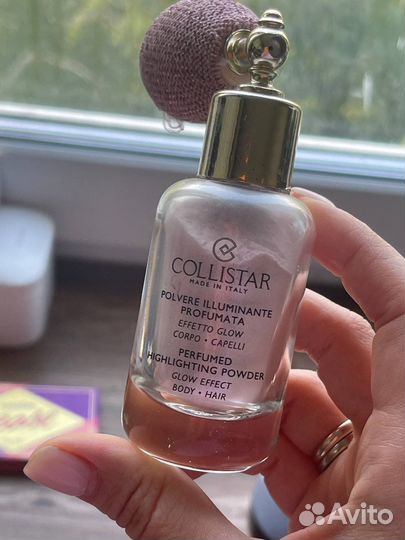 COLLISTAR
MADE IN ITALY
POLVERE ILLUMINANTE
PROFUMATA
EFFETTO GLOW
CORPO • CAPELLI
PERFUMED
HIGHLIGHTING POWDER
GLOW EFFECT
BODY • HAIR
Avito